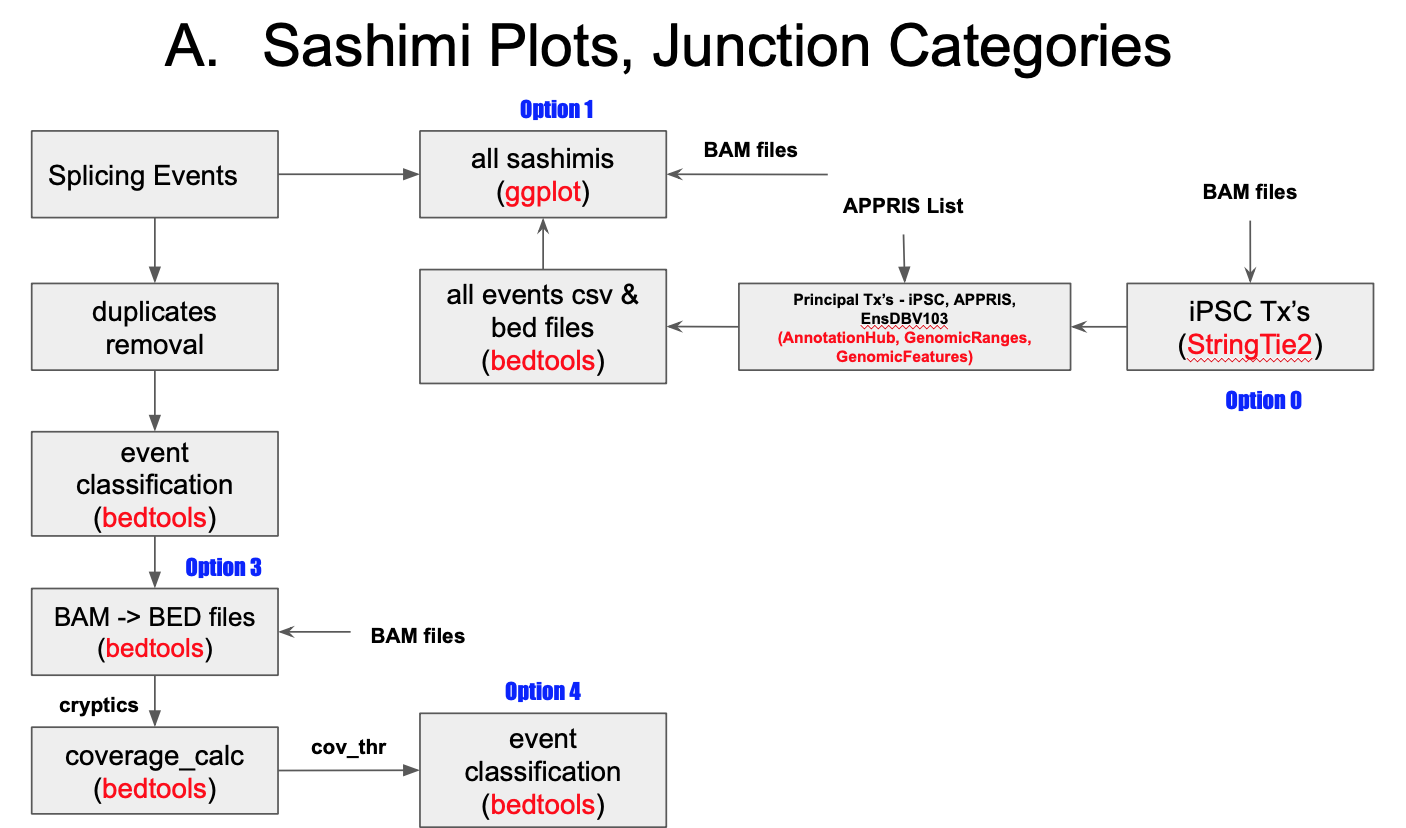 A. Sashimi Plots, Junction Categories
Option 1
Splicing Events
all sashimis
(ggplot)
BAM files
APPRIS List
BAM files
duplicates
removal
all events csv &
bed files
(bedtools)
Principal Tx's - iPSC, APPRIS,
EnsDBV103
(AnnotationHub, GenomicRanges,
GenomicFeatures)
iPSC Tx's
(StringTie2)
Option 0
event
classification
(bedtools)
Option 3
BAM -> BED files
(bedtools)
BAM files
cryptics
coverage_calc
(bedtools)
cov_thr
Option 4
event
classification
(bedtools)